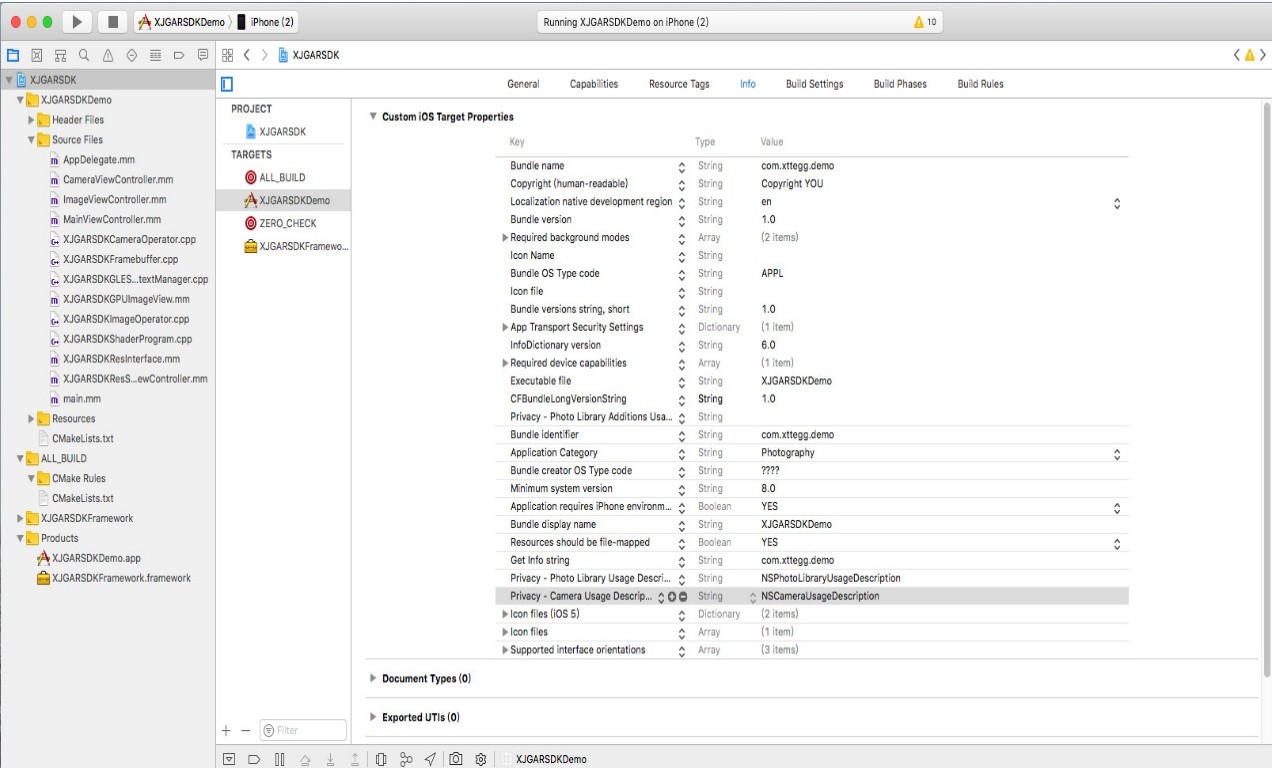 XJGARSDKDemo iPhone (2) Running XJGARSDKDemo on iPhone (2) 10
XJGARSDK
XJGARSDK
XJGARSDKDemo
Header Files
Source Files
AppDelegate.mm
CameraViewController.mm
ImageViewController.mm
MainViewController.mm
XJGARSDKCameraOperator.cpp
XJGARSDKFramebuffer.cpp
XJGARSDKGLES...textManager.cpp
XJGARSDKGPUImageView.mm
XJGARSDKImageOperator.cpp
XJGARSDKShaderProgram.cpp
XJGARSDKResInterface.mm
XJGARSDKResS...ewController.mm
main.mm
Resources
CMakeLists.txt
ALL_BUILD
CMake Rules
CMakeLists.txt
XJGARSDKFramework
Products
XJGARSDKDemo.app
XJGARSDKFramework.framework
General Capabilities Resource Tags Info Build Settings Build Phases Build Rules
PROJECT
XJGARSDK
TARGETS
ALL_BUILD
XJGARSDKDemo
ZERO_CHECK
XJGARSDKFramewo...
Filter
Custom iOS Target Properties
Key Type Value
Bundle name String com.xttegg.demo
Copyright (human-readable) String Copyright YOU
Localization native development region String en
Bundle version String 1.0
Required background modes Array (2 items)
Icon Name String
Bundle OS Type code String APPL
Icon file String
Bundle versions string, short String 1.0
App Transport Security Settings Dictionary (1 item)
InfoDictionary version String 6.0
Required device capabilities Array (1 item)
Executable file String XJGARSDKDemo
CFBundleLongVersionString String 1.0
Privacy - Photo Library Additions Usa... String
Bundle identifier String com.xttegg.demo
Application Category String Photography
Bundle creator OS Type code String ????
Minimum system version String 8.0
Application requires iPhone environm... Boolean YES
Bundle display name String XJGARSDKDemo
Resources should be file-mapped Boolean YES
Get Info string String com.xttegg.demo
Privacy - Photo Library Usage Descri... String NSPhotoLibraryUsageDescription
Privacy - Camera Usage Descrip... String NSCameraUsageDescription
Icon files (iOS 5) Dictionary (2 items)
Icon files Array (1 item)
Supported interface orientations Array (3 items)
Document Types (0)
Exported UTIs (0)
XJGARSDKDemo